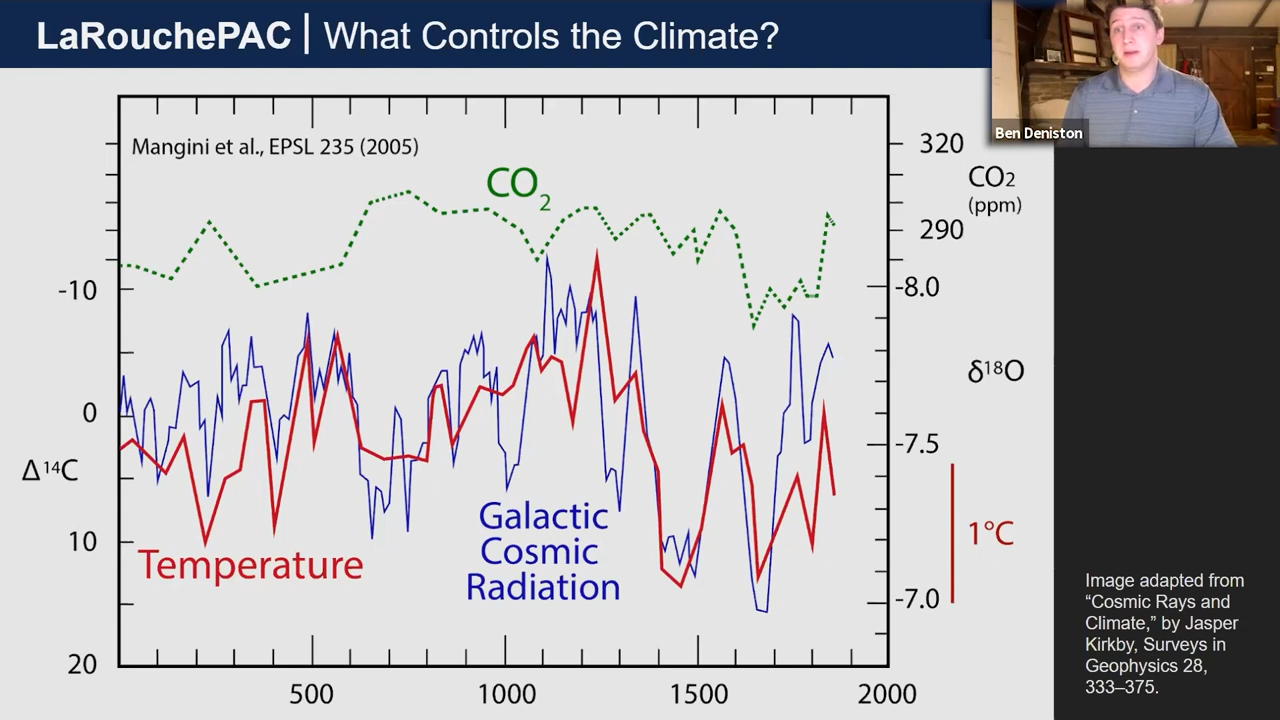 LaRouchePAC | What Controls the Climate?
Ben Deniston
Mangini et al., EPSL 235 (2005)
CO2
320
CO2
(ppm)
290
-10
-8.0
0
δ18O
-7.5
Δ14C
Galactic
Cosmic
Radiation
Temperature
10
1°C
-7.0
20
500
1000
1500
2000
Image adapted from
“Cosmic Rays and
Climate,” by Jasper
Kirkby, Surveys in
Geophysics 28,
333–375.